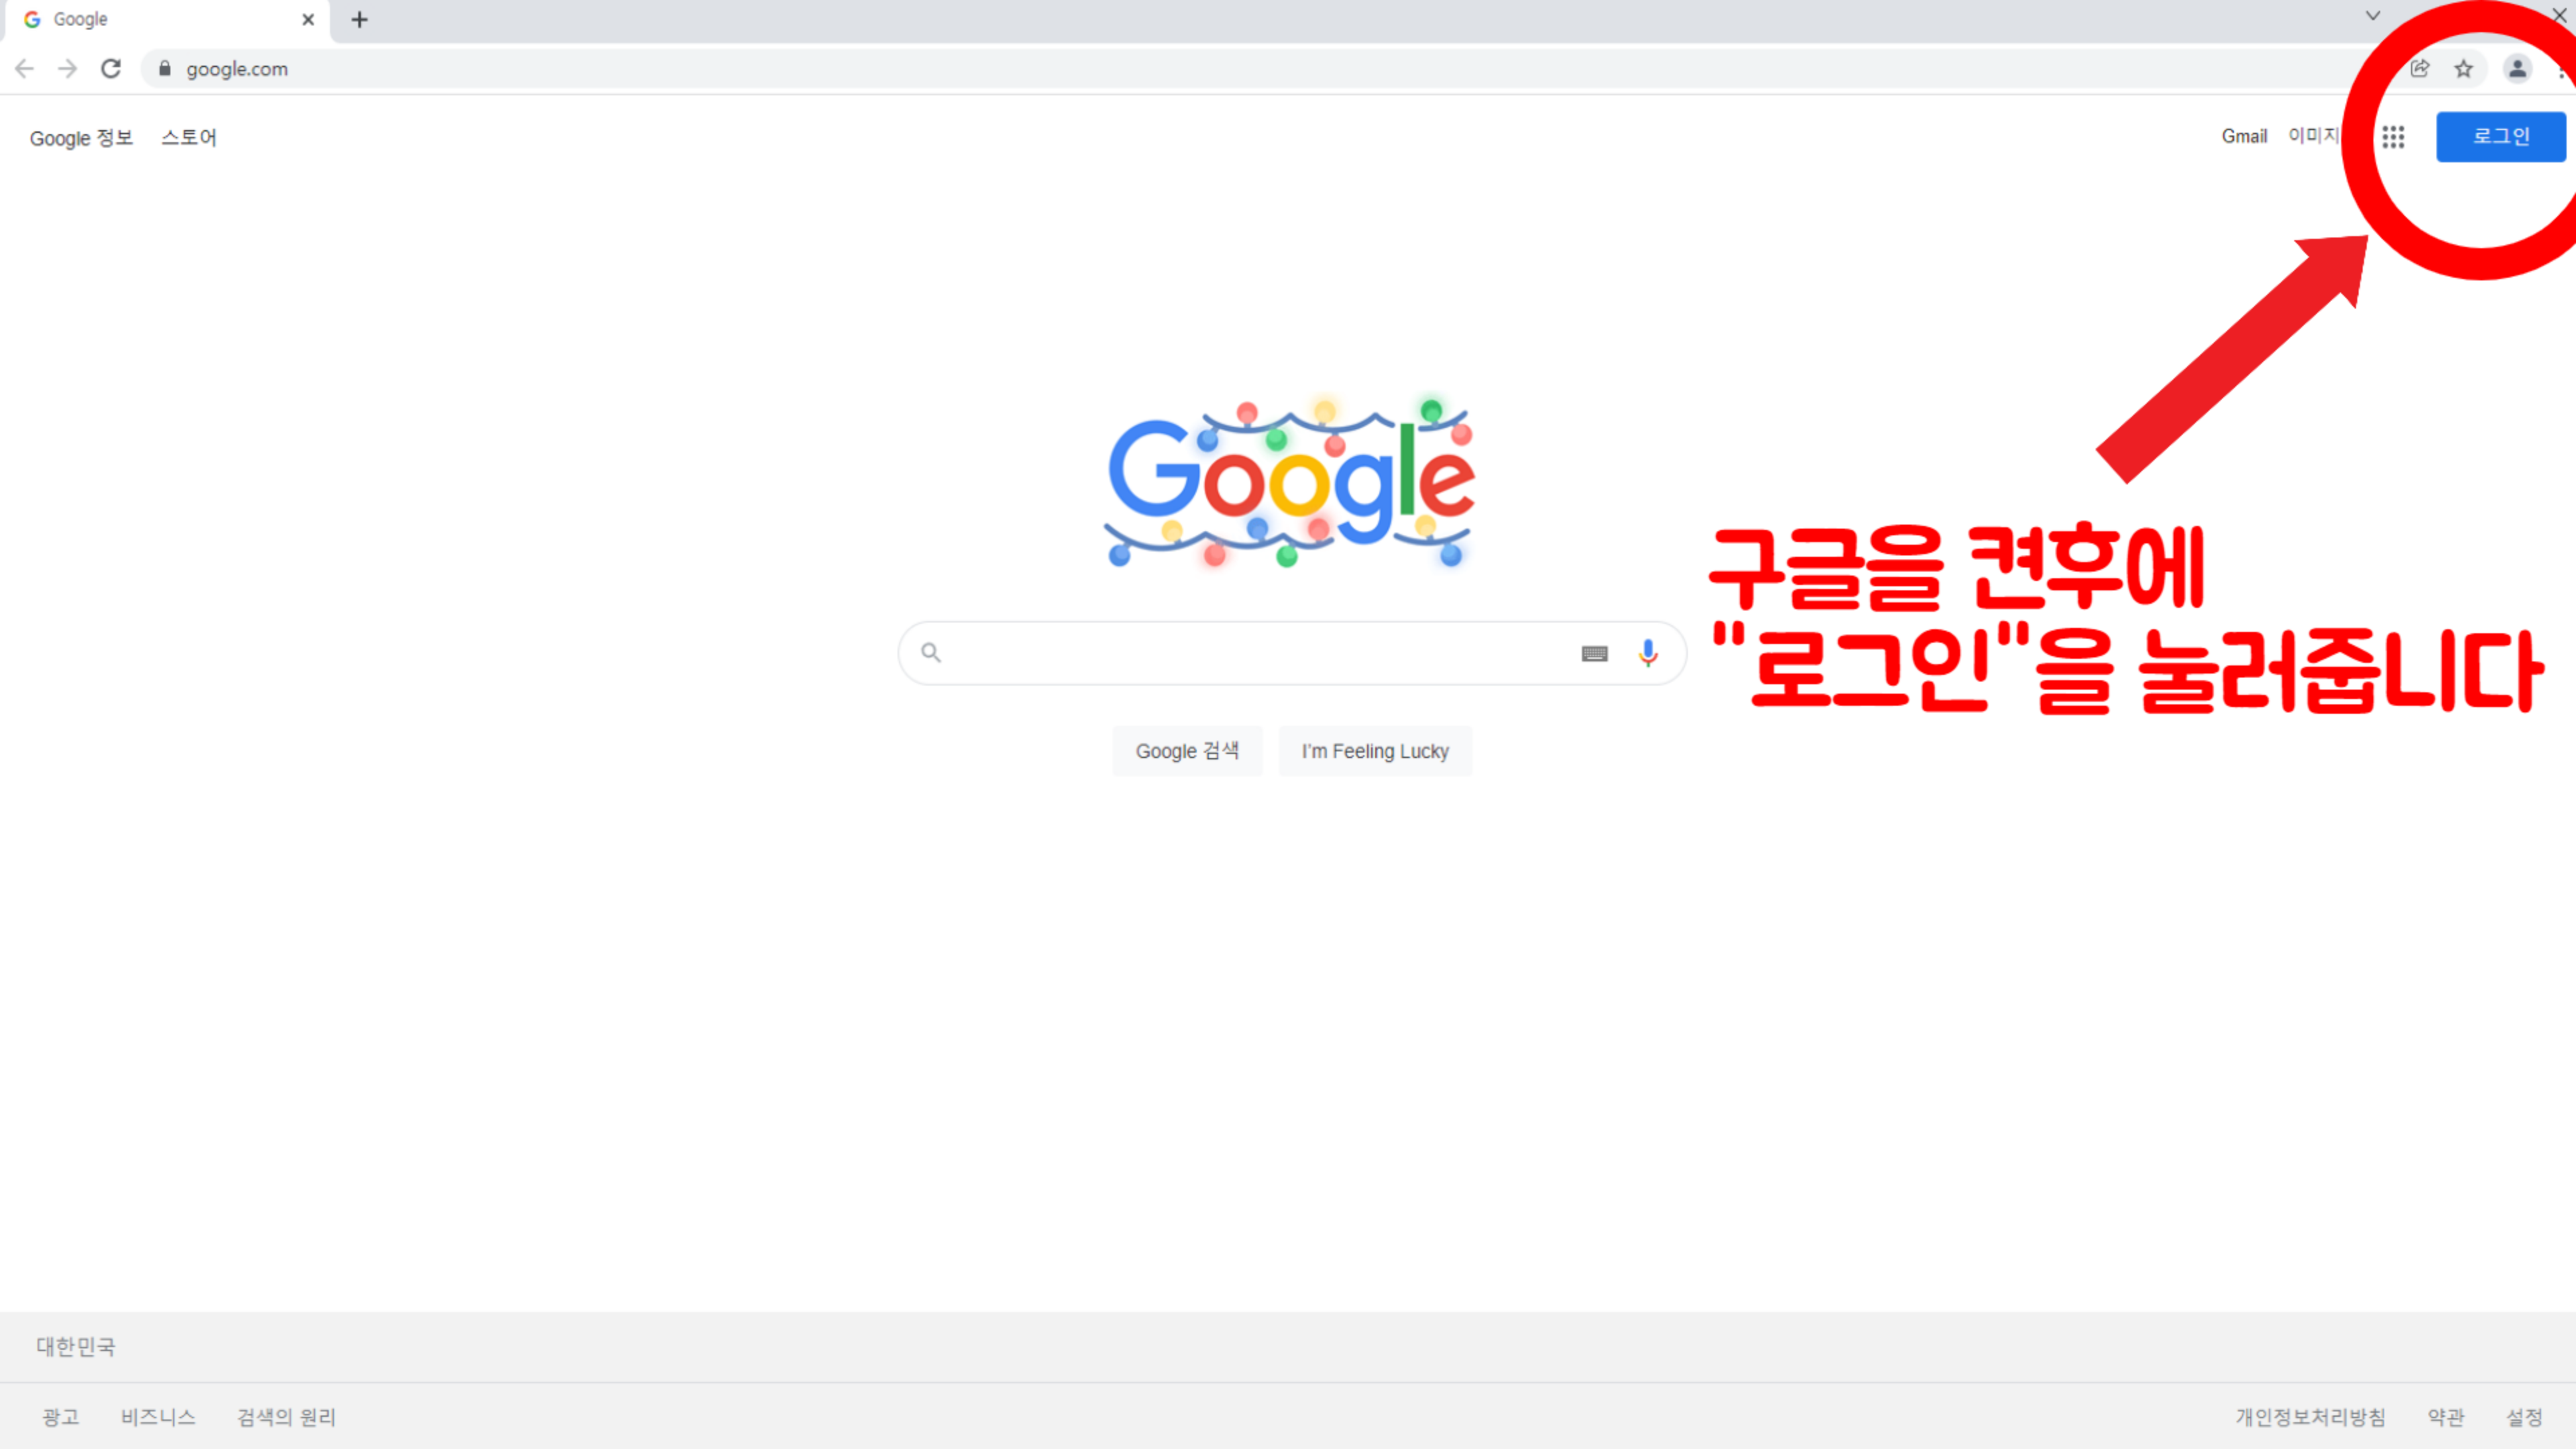 Google
google.com
Google 정보 스토어
Gmail 이미지
로그인
Google
구글을 켠후에
"로그인"을 눌러줍니다
Google 검색 I'm Feeling Lucky
대한민국
광고 비즈니스 검색의 원리
개인정보처리방침 약관 설정